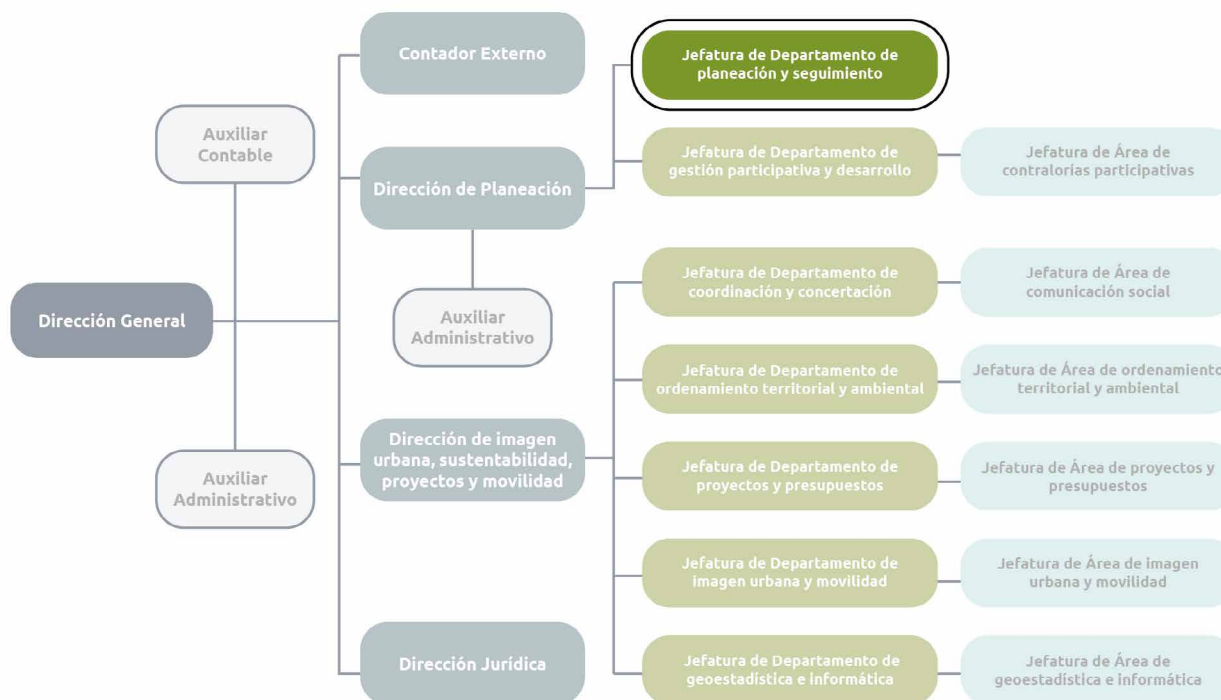 Contador Externo
Jefatura de Departamento de
planeación y seguimiento
Auxiliar
Contable
Dirección de Planeación
Jefatura de Departamento de
gestión participativa y desarrollo
Jefatura de Área de
contralorías participativas
Dirección General
Auxiliar
Administrativo
Jefatura de Departamento de
coordinación y concertación
Jefatura de Área de
comunicación social
Jefatura de Departamento de
ordenamiento territorial y ambiental
Jefatura de Área de ordenamiento
territorial y ambiental
Auxiliar
Administrativo
Dirección de imagen
urbana, sustentabilidad,
proyectos y movilidad
Jefatura de Departamento de
proyectos y presupuestos
Jefatura de Área de proyectos y
presupuestos
Jefatura de Departamento de
imagen urbana y movilidad
Jefatura de Área de imagen
urbana y movilidad
Dirección Jurídica
Jefatura de Departamento de
geoestadística e informática
Jefatura de Área de
geoestadística e informática